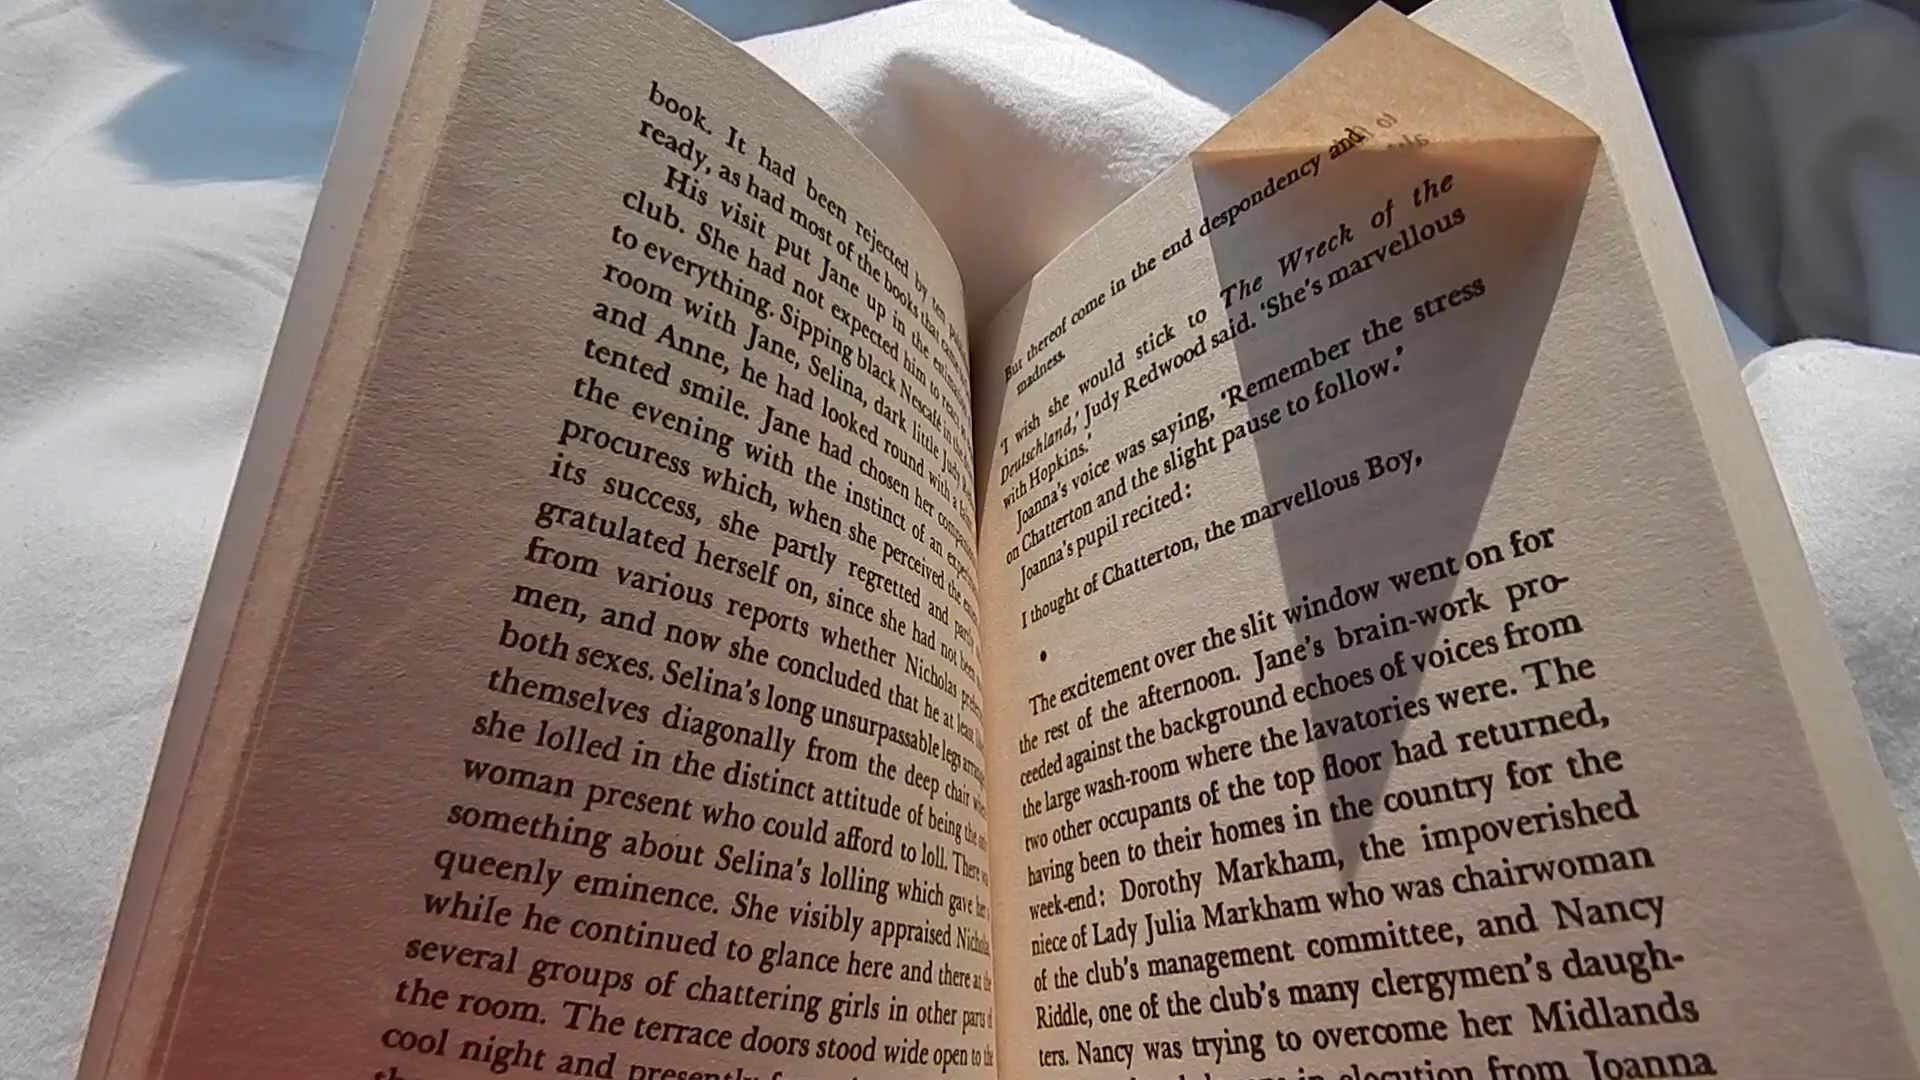 book. It had been rejected by ten
ready, as had most of the books that came
His visit put Jane up in the
club. She had not expected him to
to everything. Sipping black Nescafé in the
room with Jane, Selina, dark little Judy
and Anne, he had looked round with a
tented smile. Jane had chosen her
the evening with the instinct of an
procuress which, when she perceived the
its success, she partly regretted and
gratulated herself on, since she had not been
from various reports whether Nicholas
men, and now she concluded that he at least
both sexes. Selina's long unsurpassable legs
themselves diagonally from the deep chair
she lolled in the distinct attitude of being the
woman present who could afford to loll. There
something about Selina's lolling which gave her
queenly eminence. She visibly appraised
while he continued to glance here and there at the
several groups of chattering girls in other parts
the room. The terrace doors stood wide open to the
cool night and presently
But thereof come in the end despondency and
madness.
'I wish she would stick to The Wreck of the
Deutschland,' Judy Redwood said. 'She's marvellous
with Hopkins.'
Joanna's voice was saying, 'Remember the stress
on Chatterton and the slight pause to follow.'
Joanna's pupil recited:
I thought of Chatterton, the marvellous Boy,
•
The excitement over the slit window went on for
the rest of the afternoon. Jane's brain-work pro-
ceeded against the background echoes of voices from
the large wash-room where the lavatories were. The
two other occupants of the top floor had returned,
having been to their homes in the country for the
week-end: Dorothy Markham, the impoverished
niece of Lady Julia Markham who was chairwoman
of the club's management committee, and Nancy
Riddle, one of the club's many clergymen's daugh-
ters. Nancy was trying to overcome her Midlands
in elocution from Joanna